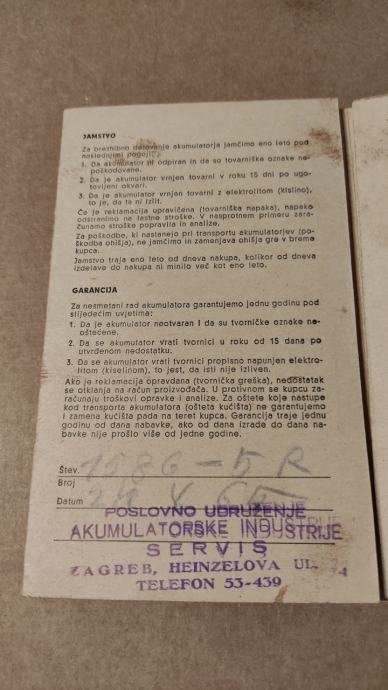 JAMSTVO
Za brezhibno delovanje akumulatorja jamčimo eno leto pod
naslednjimi pogoji:
1. Da akumulator ni odpiran in da so tovarniške oznake ne-
poškodovane.
2. Da je akumulator vrnjen tovarni v roku 15 dni po ugo-
tovljeni okvari.
3. Da je akumulator vrnjen tovarni z elektrolitom (kislino),
to je, da ta ni izlit.
Če je reklamacija upravičena (tovarniška napaka), napako
odstranimo na lastne stroške. V nasprotnem primeru zara-
čunamo stroške popravila in analize.
Za poškodbe, ki nastanejo pri transportu akumulatorjev (po-
škodba ohišja), ne jamčimo in zamenjava ohišja gre v breme
kupca.
Jamstvo traja eno leto od dneva nakupa, kolikor od dneva
izdelave do nakupa ni minilo več kot eno leto.
GARANCIJA
Za nesmetani rad akumulatora garantujemo jednu godinu pod
slijedećim uvjetima:
1. Da je akumulator neotvaran i da su tvorničke oznake ne-
oštećene.
2. Da se akumulator vrati tvornici u roku od 15 dana po
utvrđenom nedostatku.
3. Da se akumulator vrati tvornici propisno napunjen elektro-
litom (kiselinom), to jest, da isti nije izliven.
Ako je reklamacija opravdana (tvornička greška), nedostatak
se otklanja na račun proizvođača. U protivnom se kupcu za-
računaju troškovi opravke i analize. Za oštete koje nastupe
kod transporta akumulatora (ošteta kućišta) ne garantujemo
i zamena kućišta pada na teret kupca. Garancija traje jednu
godinu od dana nabavke, ako od dana izrade do dana na-
bavke nije prošlo više od jedne godine.
Štev.
Broj 1286-5 R
Datum
POSLOVNO UDRUŽENJE
AKUMULATORSKE INDUSTRIJE
SERVIS
ZAGREB, HEINZELOVA UL.
TELEFON 53-439